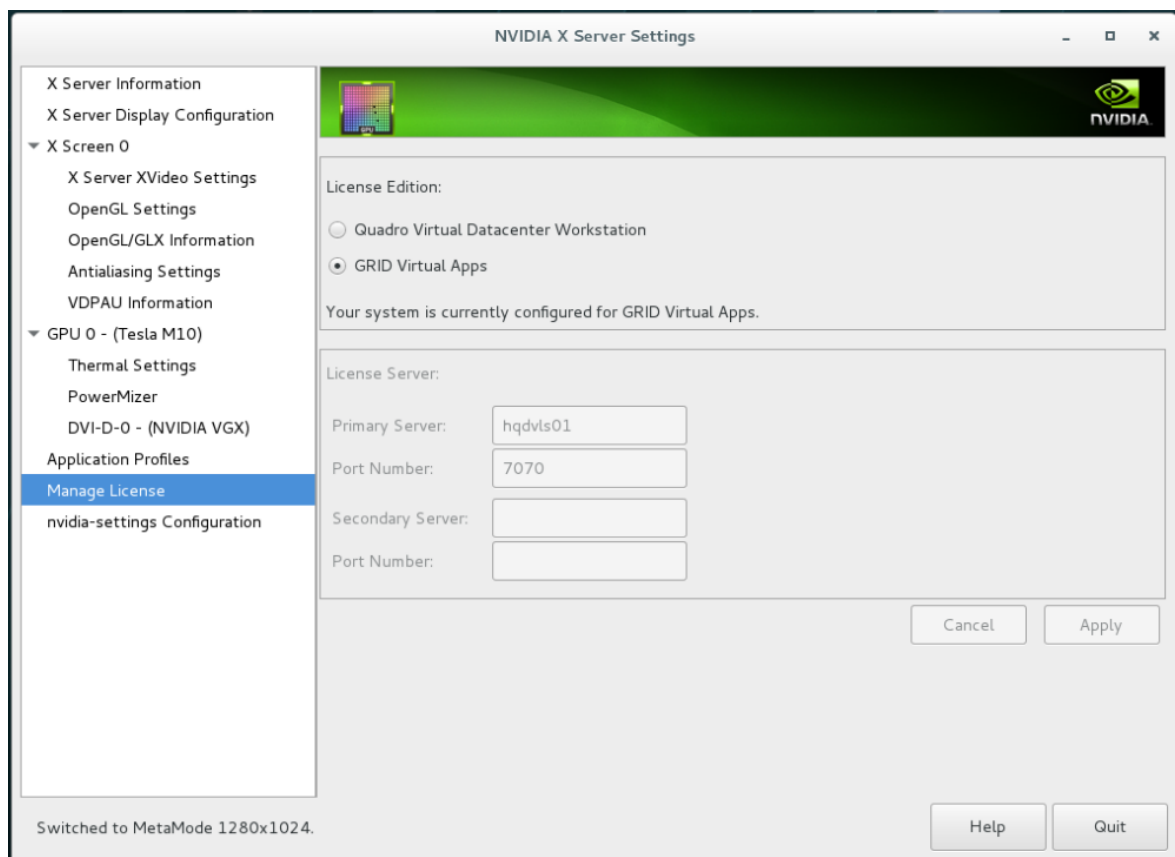 NVIDIA X Server Settings
X Server Information
X Server Display Configuration
X Screen 0
X Server XVideo Settings
OpenGL Settings
OpenGL/GLX Information
Antialiasing Settings
VDPAU Information
GPU 0 - (Tesla M10)
Thermal Settings
PowerMizer
DVI-D-0 - (NVIDIA VGX)
Application Profiles
Manage License
nvidia-settings Configuration
GPU
NVIDIA.
License Edition:
Quadro Virtual Datacenter Workstation
GRID Virtual Apps
Your system is currently configured for GRID Virtual Apps.
License Server:
Primary Server: hqdvls01
Port Number: 7070
Secondary Server:
Port Number:
Cancel Apply
Switched to MetaMode 1280x1024.
Help Quit